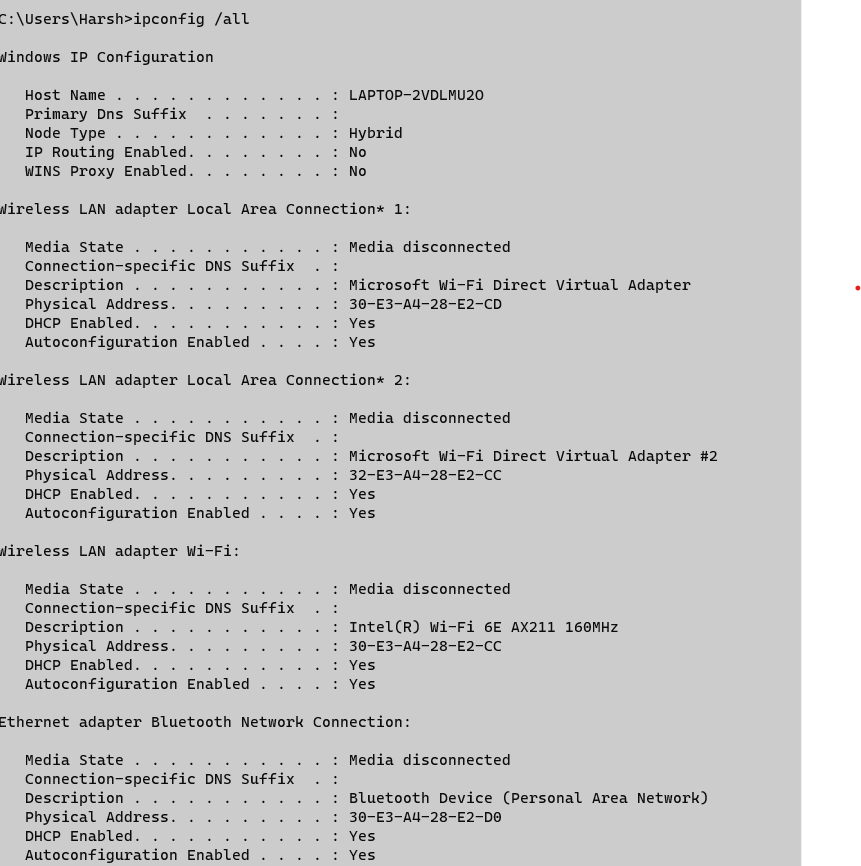 C:\Users\Harsh>ipconfig /all
Windows IP Configuration
Host Name . . . . . . . . . . . . : LAPTOP-2VDLMU2O
Primary Dns Suffix  . . . . . . . :
Node Type . . . . . . . . . . . . : Hybrid
IP Routing Enabled. . . . . . . . : No
WINS Proxy Enabled. . . . . . . . : No
Wireless LAN adapter Local Area Connection* 1:
Media State . . . . . . . . . . . : Media disconnected
Connection-specific DNS Suffix  . :
Description . . . . . . . . . . . : Microsoft Wi-Fi Direct Virtual Adapter
Physical Address. . . . . . . . . : 30-E3-A4-28-E2-CD
DHCP Enabled. . . . . . . . . . . : Yes
Autoconfiguration Enabled . . . . : Yes
Wireless LAN adapter Local Area Connection* 2:
Media State . . . . . . . . . . . : Media disconnected
Connection-specific DNS Suffix  . :
Description . . . . . . . . . . . : Microsoft Wi-Fi Direct Virtual Adapter #2
Physical Address. . . . . . . . . : 32-E3-A4-28-E2-CC
DHCP Enabled. . . . . . . . . . . : Yes
Autoconfiguration Enabled . . . . : Yes
Wireless LAN adapter Wi-Fi:
Media State . . . . . . . . . . . : Media disconnected
Connection-specific DNS Suffix  . :
Description . . . . . . . . . . . : Intel(R) Wi-Fi 6E AX211 160MHz
Physical Address. . . . . . . . . : 30-E3-A4-28-E2-CC
DHCP Enabled. . . . . . . . . . . : Yes
Autoconfiguration Enabled . . . . : Yes
Ethernet adapter Bluetooth Network Connection:
Media State . . . . . . . . . . . : Media disconnected
Connection-specific DNS Suffix  . :
Description . . . . . . . . . . . : Bluetooth Device (Personal Area Network)
Physical Address. . . . . . . . . : 30-E3-A4-28-E2-D0
DHCP Enabled. . . . . . . . . . . : Yes
Autoconfiguration Enabled . . . . : Yes